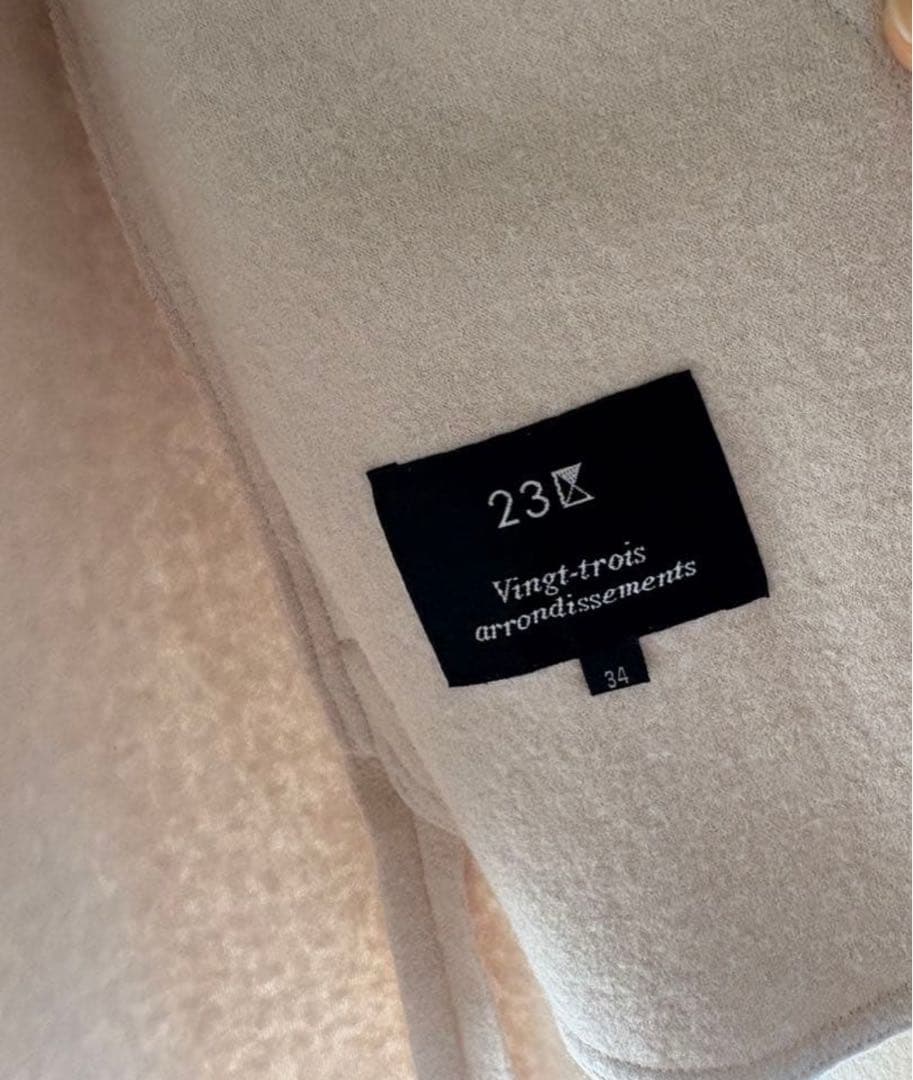 23区
Vingt-trois
arrondissements
34